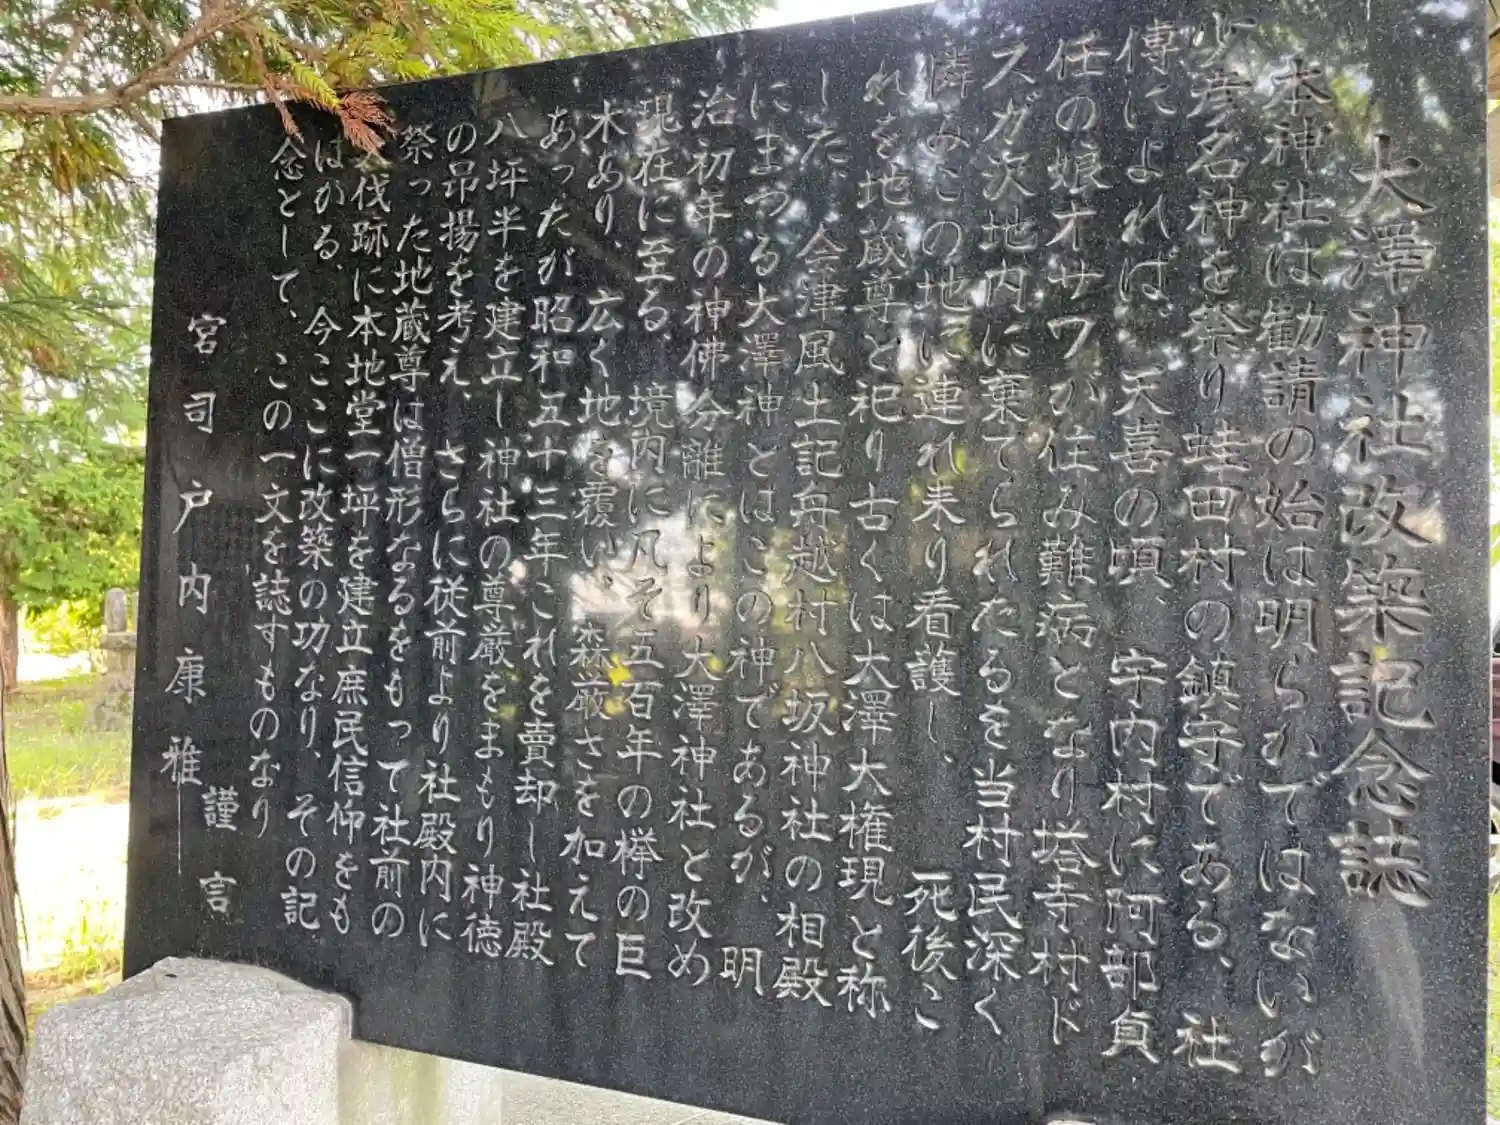 大澤神社改築記念誌
本神社は勧請の始は明らかではないが
少彦名神を祭り蛙田村の鎮守である、社
傳によれば、天喜の頃、宇内村に阿部貞
任の娘オサワが住み難病となり塔寺村ド
スガ次地内に棄てられたるを当村民深く
憐みこの地に連れ来り看護し、死後こ
れを地蔵尊と祀り古くは大澤大権現と称
した、会津風土記舟越村八坂神社の相殿
にまつる大澤神とはこの神であるが、明
治初年の神佛分離により大澤神社と改め
現在に至る、境内に凡そ五百年の欅の巨
木あり、広く地を覆い、森厳さを加えて
あったが昭和五十三年これを賣却し社殿
八坪半を建立し神社の尊厳をまもり神徳
の昻揚を考え、さらに従前より社殿内に
祭った地蔵尊は僧形なるをもって社前の
伐跡に本地堂一坪を建立庶民信仰をも
はかる、今ここに改築の功なり、その記
念として、この一文を誌すものなり
宮司戸内康雅
謹言